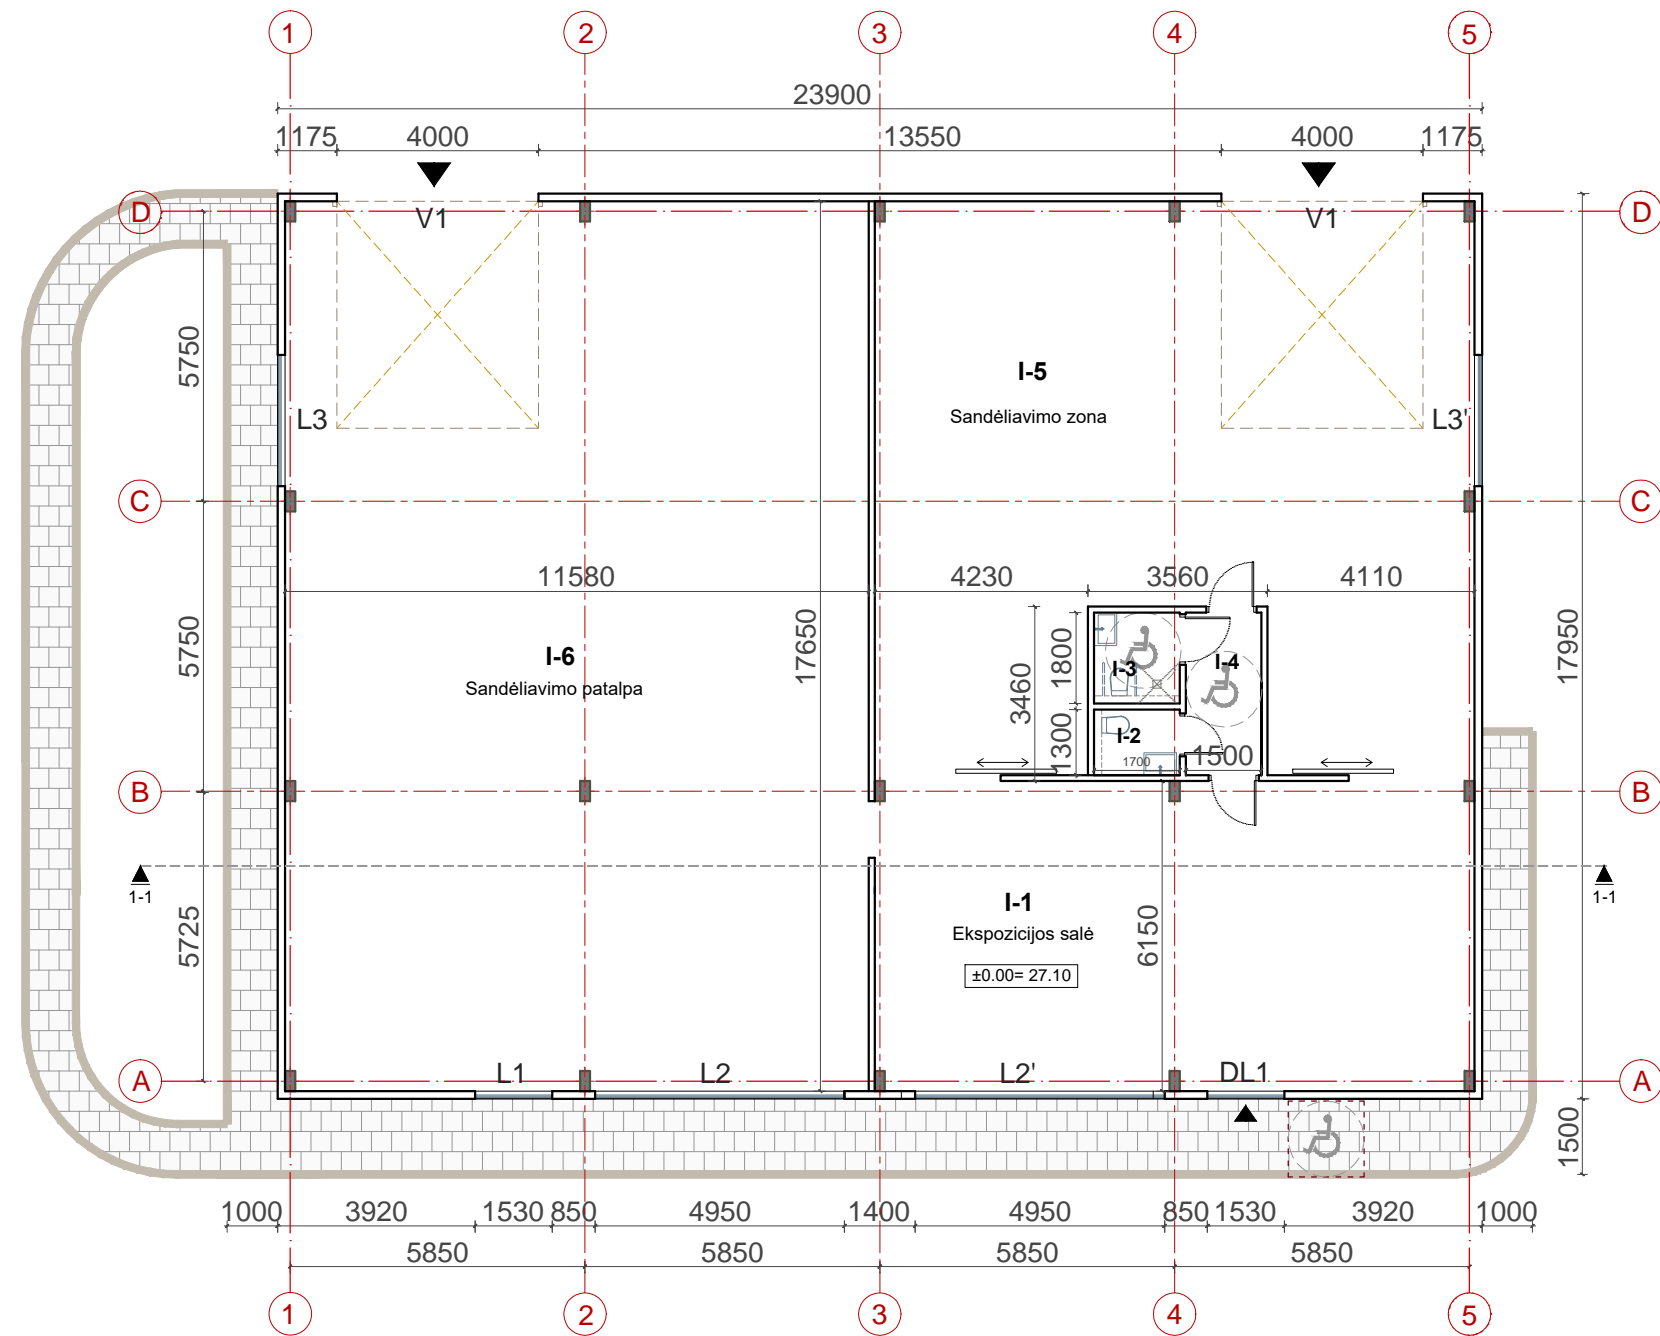 1 2 3 4 5
23900
1175 4000 13550 4000 1175
D V1 V1 D
5750
I-5
Sandėliavimo zona
L3 L3'
C C
11580 4230 3560 4110
5750 17650 17950
I-6
Sandėliavimo patalpa
3460 1800 I-3 I-4
1300 I-2
1700 1500
B B
1-1 1-1
5725
I-1
Ekspozicijos salė
6150
±0.00= 27.10
A L1 L2 L2' DL1 A
1500
1000 3920 1530 850 4950 1400 4950 850 1530 3920 1000
5850 5850 5850 5850
1 2 3 4 5